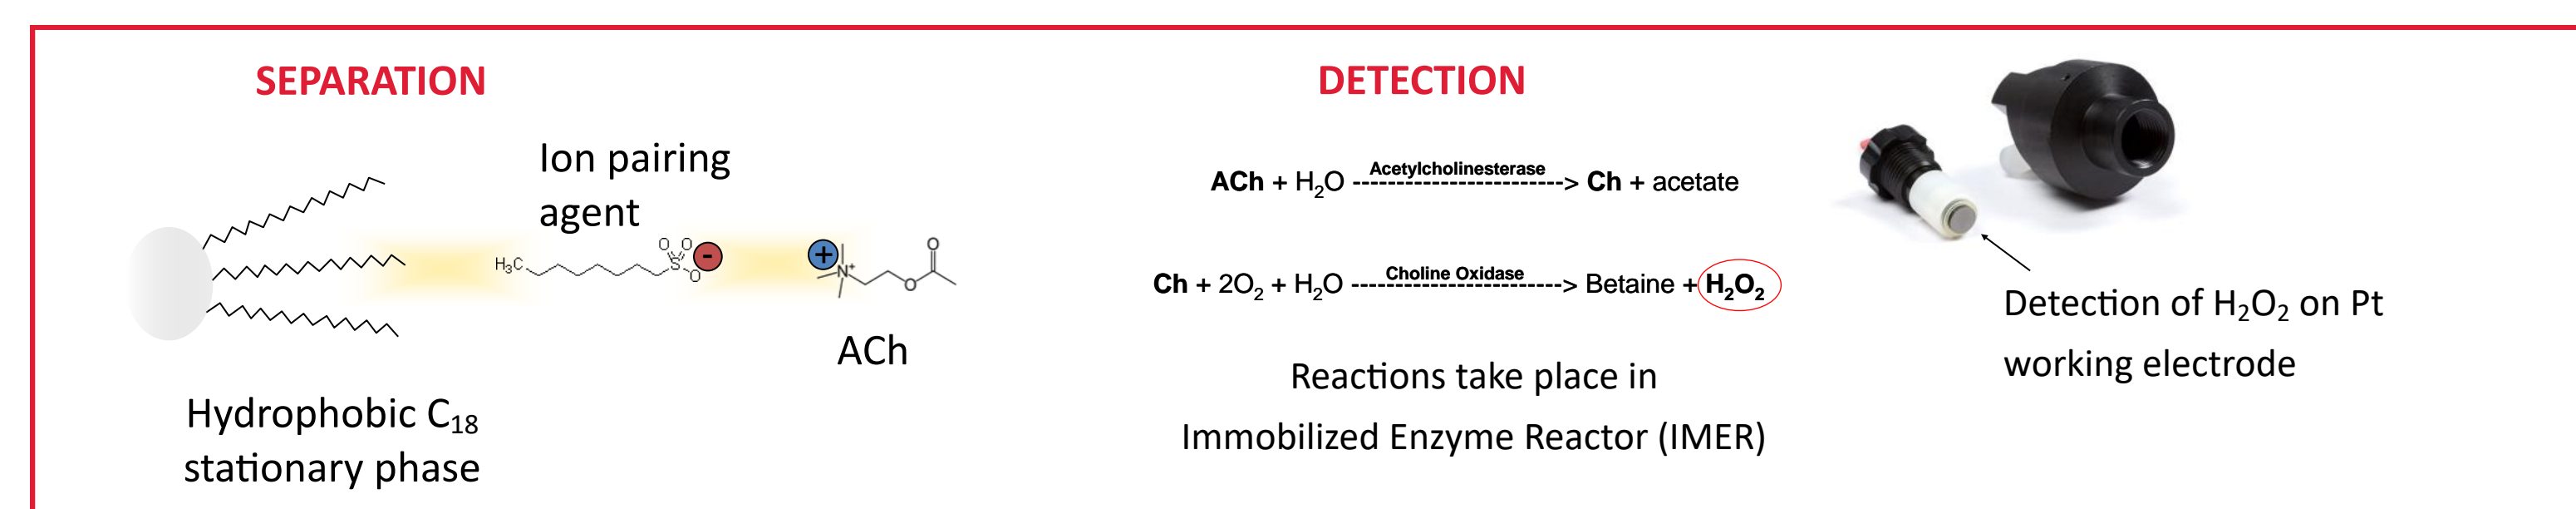 SEPARATION
Ion pairing
agent
H₃C
O O
S
O
N⁺
O
O
-
+
ACh
Hydrophobic C₁₈
stationary phase
DETECTION
ACh + H₂O ------------------------> Ch + acetate
Acetylcholinesterase
Ch + 2O₂ + H₂O ------------------------> Betaine + H₂O₂
Choline Oxidase
Reactions take place in
Immobilized Enzyme Reactor (IMER)
Detection of H₂O₂ on Pt
working electrode